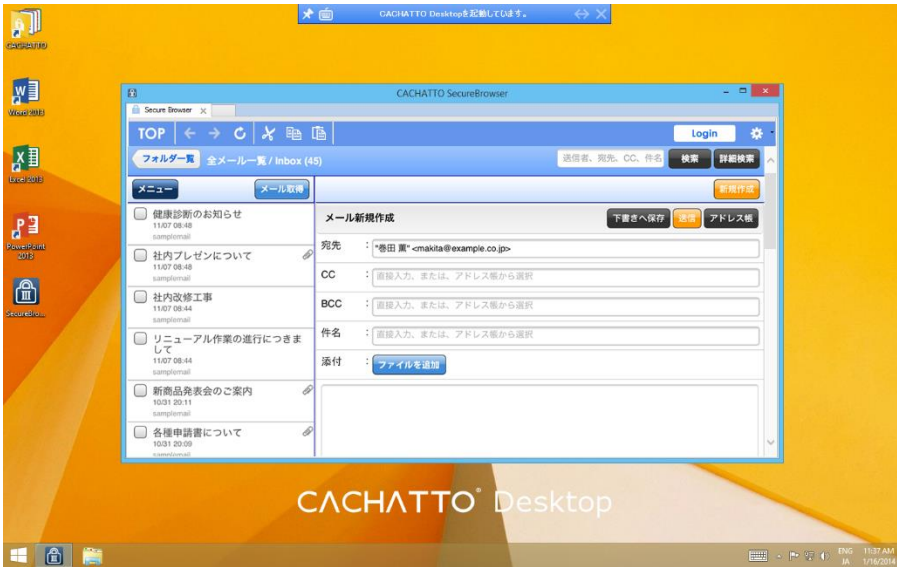 CACHATTO Desktopを起動しています。
CACHATTO
Word 2013
Excel 2013
PowerPoint
2013
SecureBro...
CACHATTO SecureBrowser
Secure Browser
TOP
Login
フォルダ一覧
全メール一覧 / Inbox (45)
送信者、宛先、CC、件名
検索
詳細検索
メニュー
メール取得
新規作成
健康診断のお知らせ
11/07 08:48
samplemail
社内プレゼンについて
11/07 08:48
samplemail
社内改修工事
11/07 08:44
samplemail
リニューアル作業の進行につきま
して
11/07 08:44
samplemail
新商品発表会のご案内
10/31 20:11
samplemail
各種申請書について
10/31 20:09
samplemail
メール新規作成
下書きへ保存
送信
アドレス帳
宛先 : "巻田 薫" <makita@example.co.jp>
CC : 直接入力、または、アドレス帳から選択
BCC : 直接入力、または、アドレス帳から選択
件名 : 直接入力、または、アドレス帳から選択
添付 : ファイルを追加
CACHATTO® Desktop
ENG 11:37 AM
JA 1/16/2014